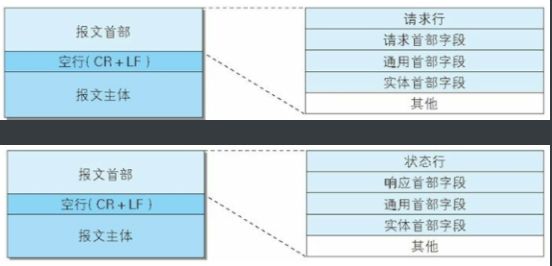 报文首部
空行(CR+LF)
报文主体
请求行
请求首部字段
通用首部字段
实体首部字段
其他
报文首部
空行(CR+LF)
报文主体
状态行
响应首部字段
通用首部字段
实体首部字段
其他